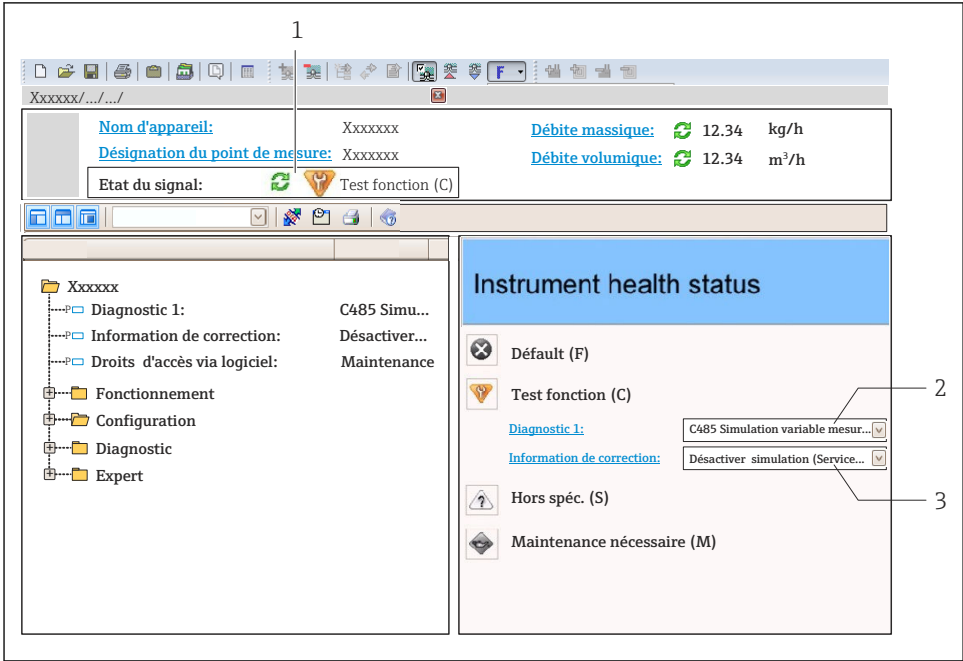 1
F
Xxxxxx/.../.../
Nom d'appareil: Xxxxxxx
Désignation du point de mesure: Xxxxxxx
Etat du signal: Test fonction (C)
Débite massique: 12.34 kg/h
Débite volumique: 12.34 m³/h
Xxxxxx
P Diagnostic 1: C485 Simu...
P Information de correction: Désactiver...
P Droits d'accès via logiciel: Maintenance
Fonctionnement
Configuration
Diagnostic
Expert
Instrument health status
Défault (F)
Test fonction (C)
Diagnostic 1: C485 Simulation variable mesur...
2
Information de correction: Désactiver simulation (Service...
3
Hors spéc. (S)
Maintenance nécessaire (M)